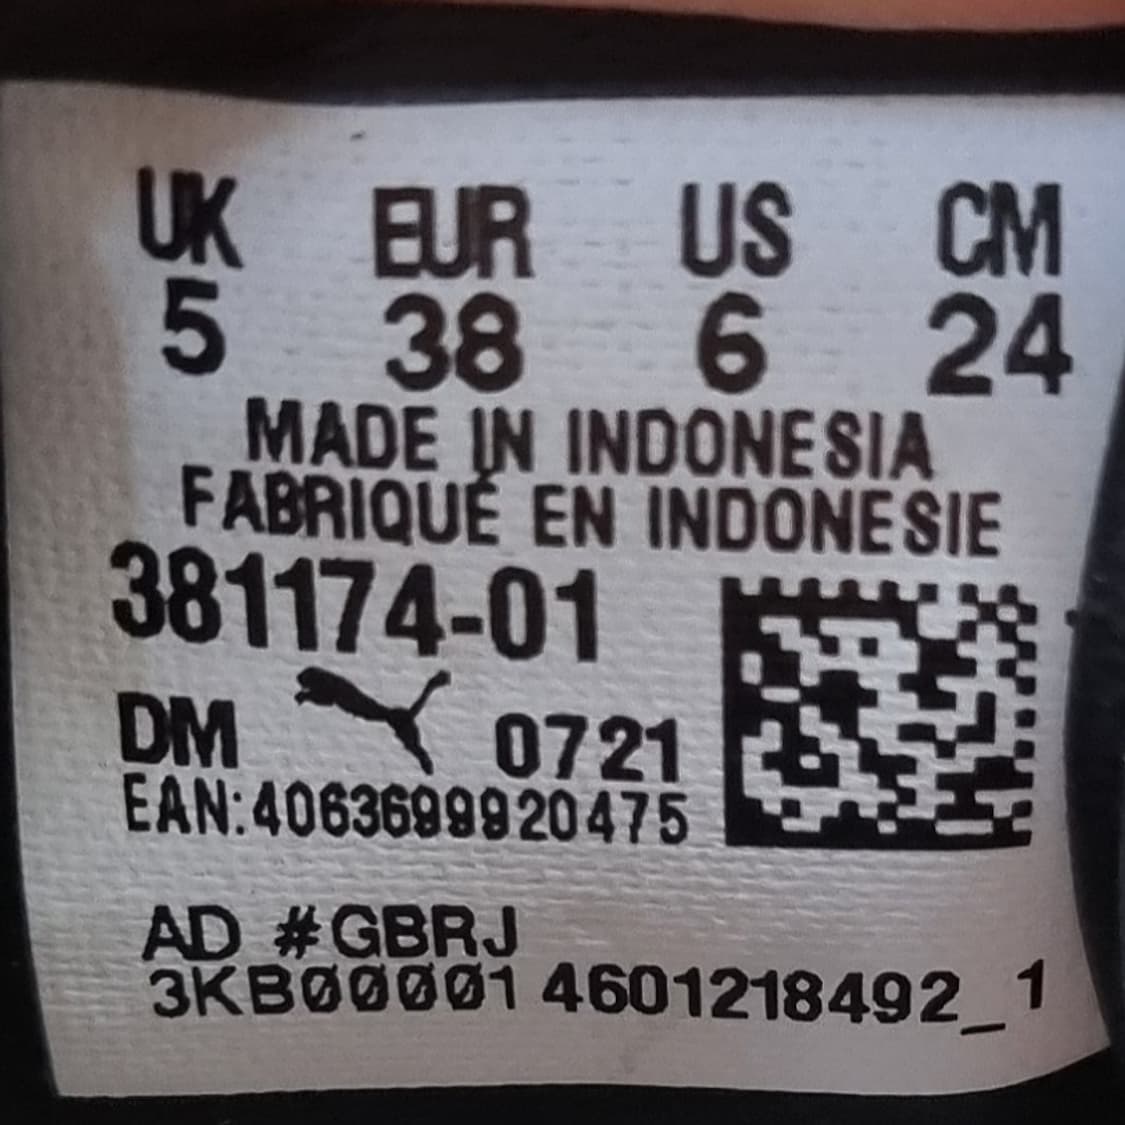 UK EUR US CM
5 38 6 24
MADE IN INDONESIA
FABRIQUÉ EN INDONESIE
381174-01
DM 0721
EAN:4063699920475
AD #GBRJ
3KB00001 4601218492_1